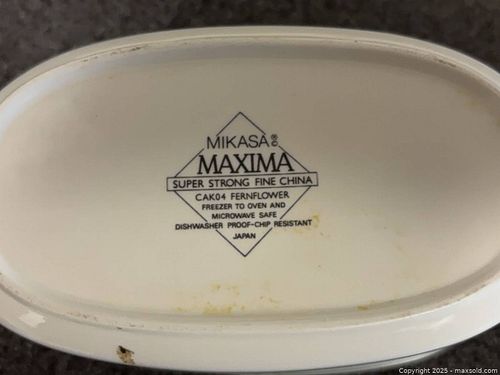 MIKASA®©
MAXIMA
SUPER STRONG FINE CHINA
CAK04 FERNFLOWER
FREEZER TO OVEN AND
MICROWAVE SAFE
DISHWASHER PROOF-CHIP RESISTANT
JAPAN
Copyright 2025 - maxsold.com